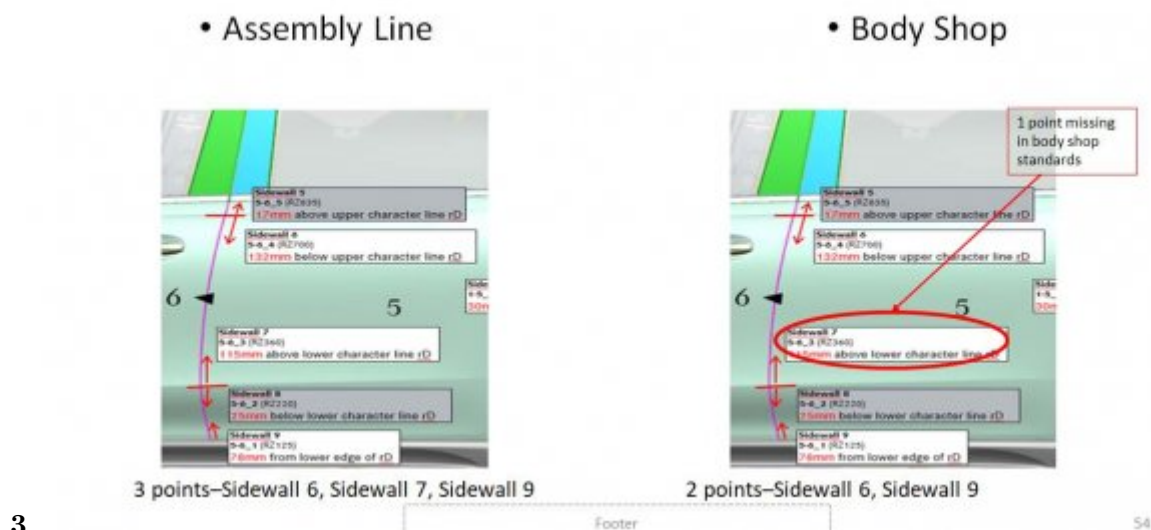 • Assembly Line
• Body Shop
Sidewall 5
5-6_5 (RZ835)
17mm above upper character line rD
Sidewall 6
5-6_4 (RZ700)
132mm below upper character line rD
6
5
Sidewall 7
5-6_3 (RZ360)
115mm above lower character line rD
Sidewall 8
5-6_2 (RZ220)
75mm below lower character line rD
Sidewall 9
5-6_1 (RZ125)
78mm from lower edge of rD
3 points–Sidewall 6, Sidewall 7, Sidewall 9
1 point missing
in body shop
standards
Sidewall 5
5-6_5 (RZ835)
17mm above upper character line rD
Sidewall 6
5-6_4 (RZ700)
132mm below upper character line rD
6
5
Sidewall 7
5-6_3 (RZ360)
above lower character line rD
Sidewall 8
5-6_2 (RZ220)
75mm below lower character line rD
Sidewall 9
5-6_1 (RZ125)
78mm from lower edge of rD
2 points–Sidewall 6, Sidewall 9
3
Footer
54